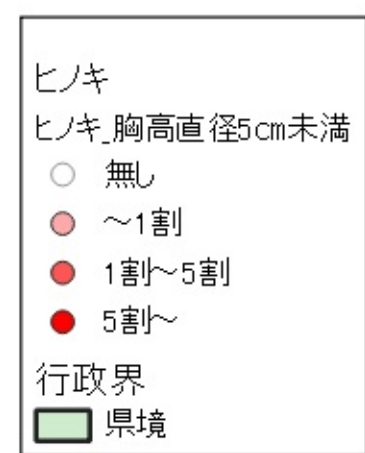 ヒノキ
ヒノキ_胸高直径5cm未満
無し
～1割
1割～5割
5割～
行政界
県境